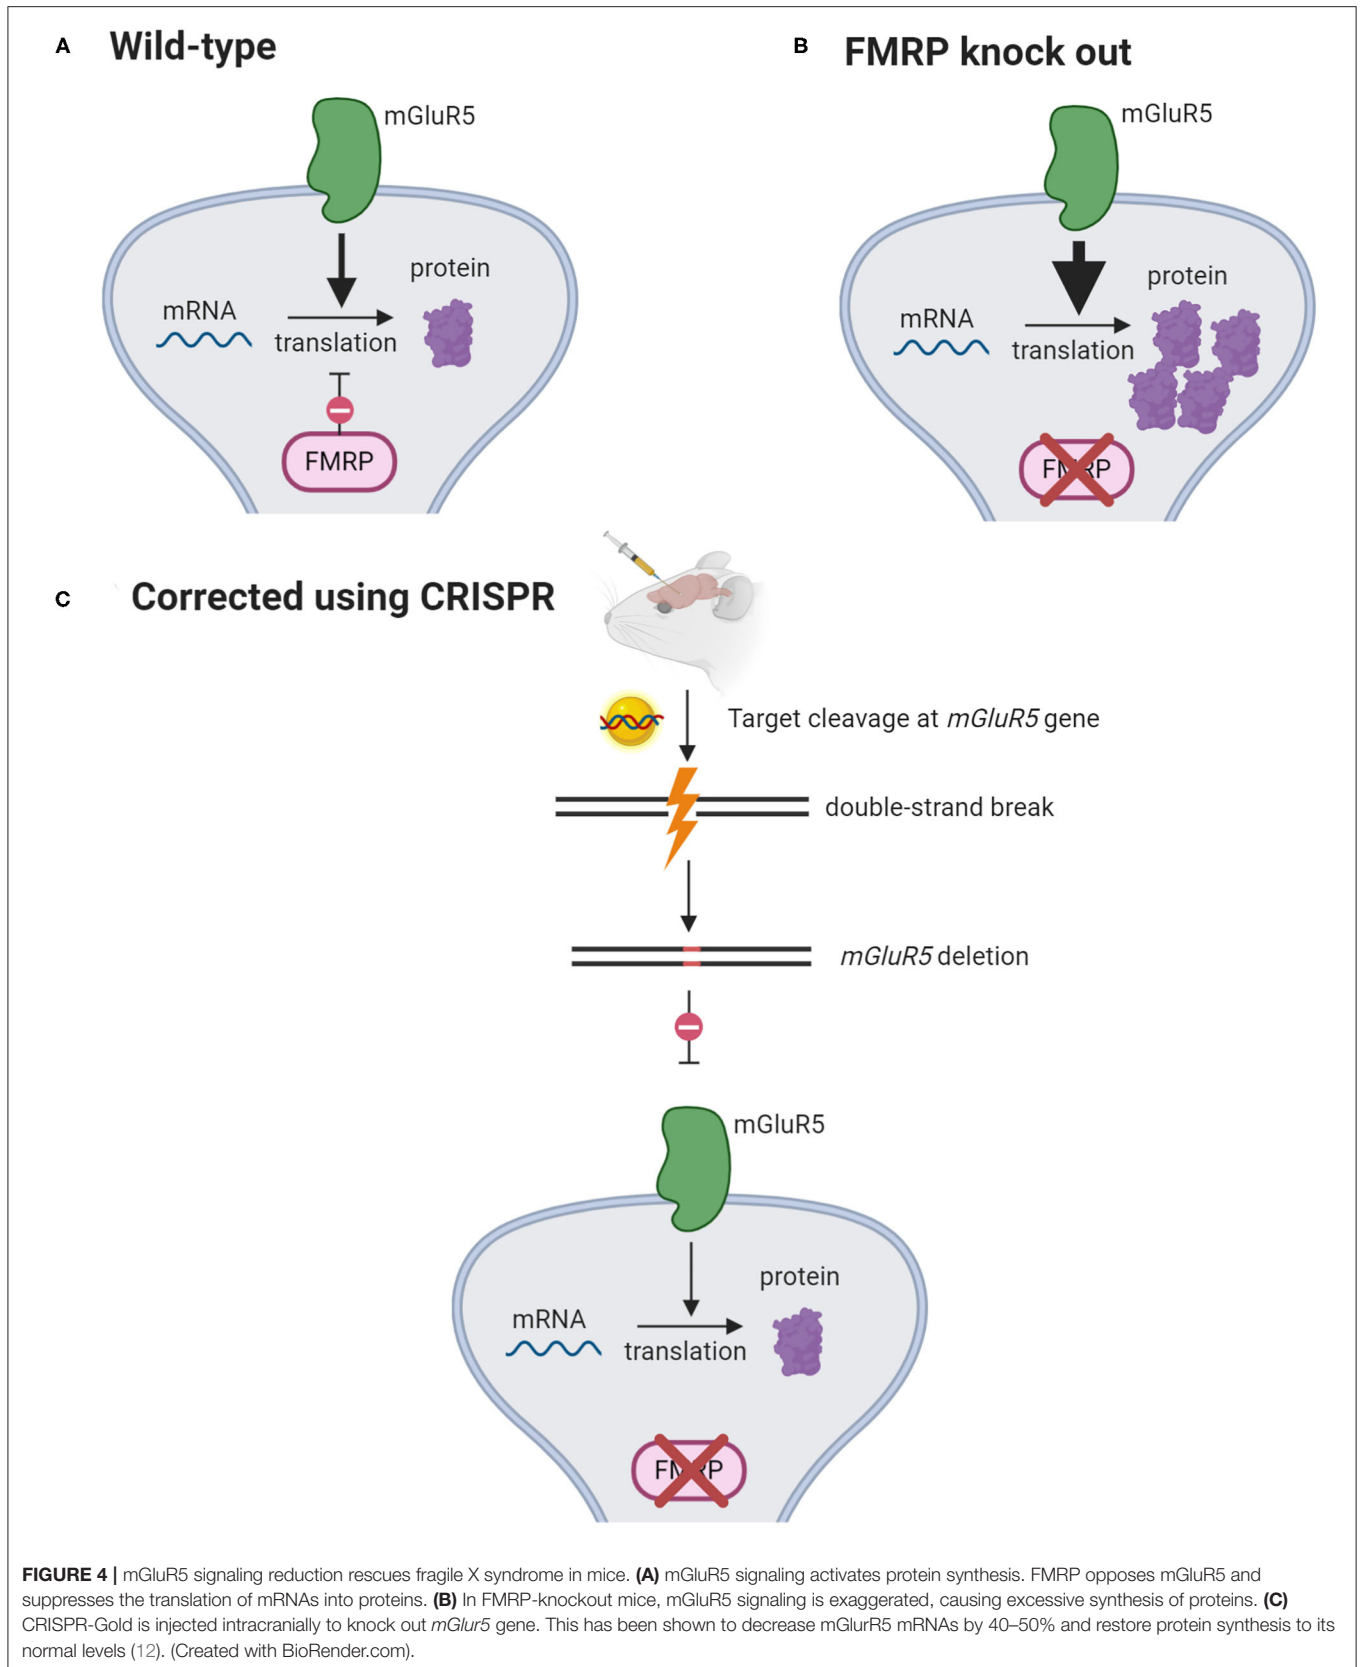 A Wild-type
B FMRP knock out
mGluR5
protein
mRNA
translation
FMRP
mGluR5
protein
mRNA
translation
FMRP
C Corrected using CRISPR
Target cleavage at mGluR5 gene
double-strand break
mGluR5 deletion
mGluR5
protein
mRNA
translation
FMRP
FIGURE 4 | mGluR5 signaling reduction rescues fragile X syndrome in mice. (A) mGluR5 signaling activates protein synthesis. FMRP opposes mGluR5 and
suppresses the translation of mRNAs into proteins. (B) In FMRP-knockout mice, mGluR5 signaling is exaggerated, causing excessive synthesis of proteins. (C)
CRISPR-Gold is injected intracranially to knock out mGlur5 gene. This has been shown to decrease mGlurR5 mRNAs by 40–50% and restore protein synthesis to its
normal levels (12). (Created with BioRender.com).